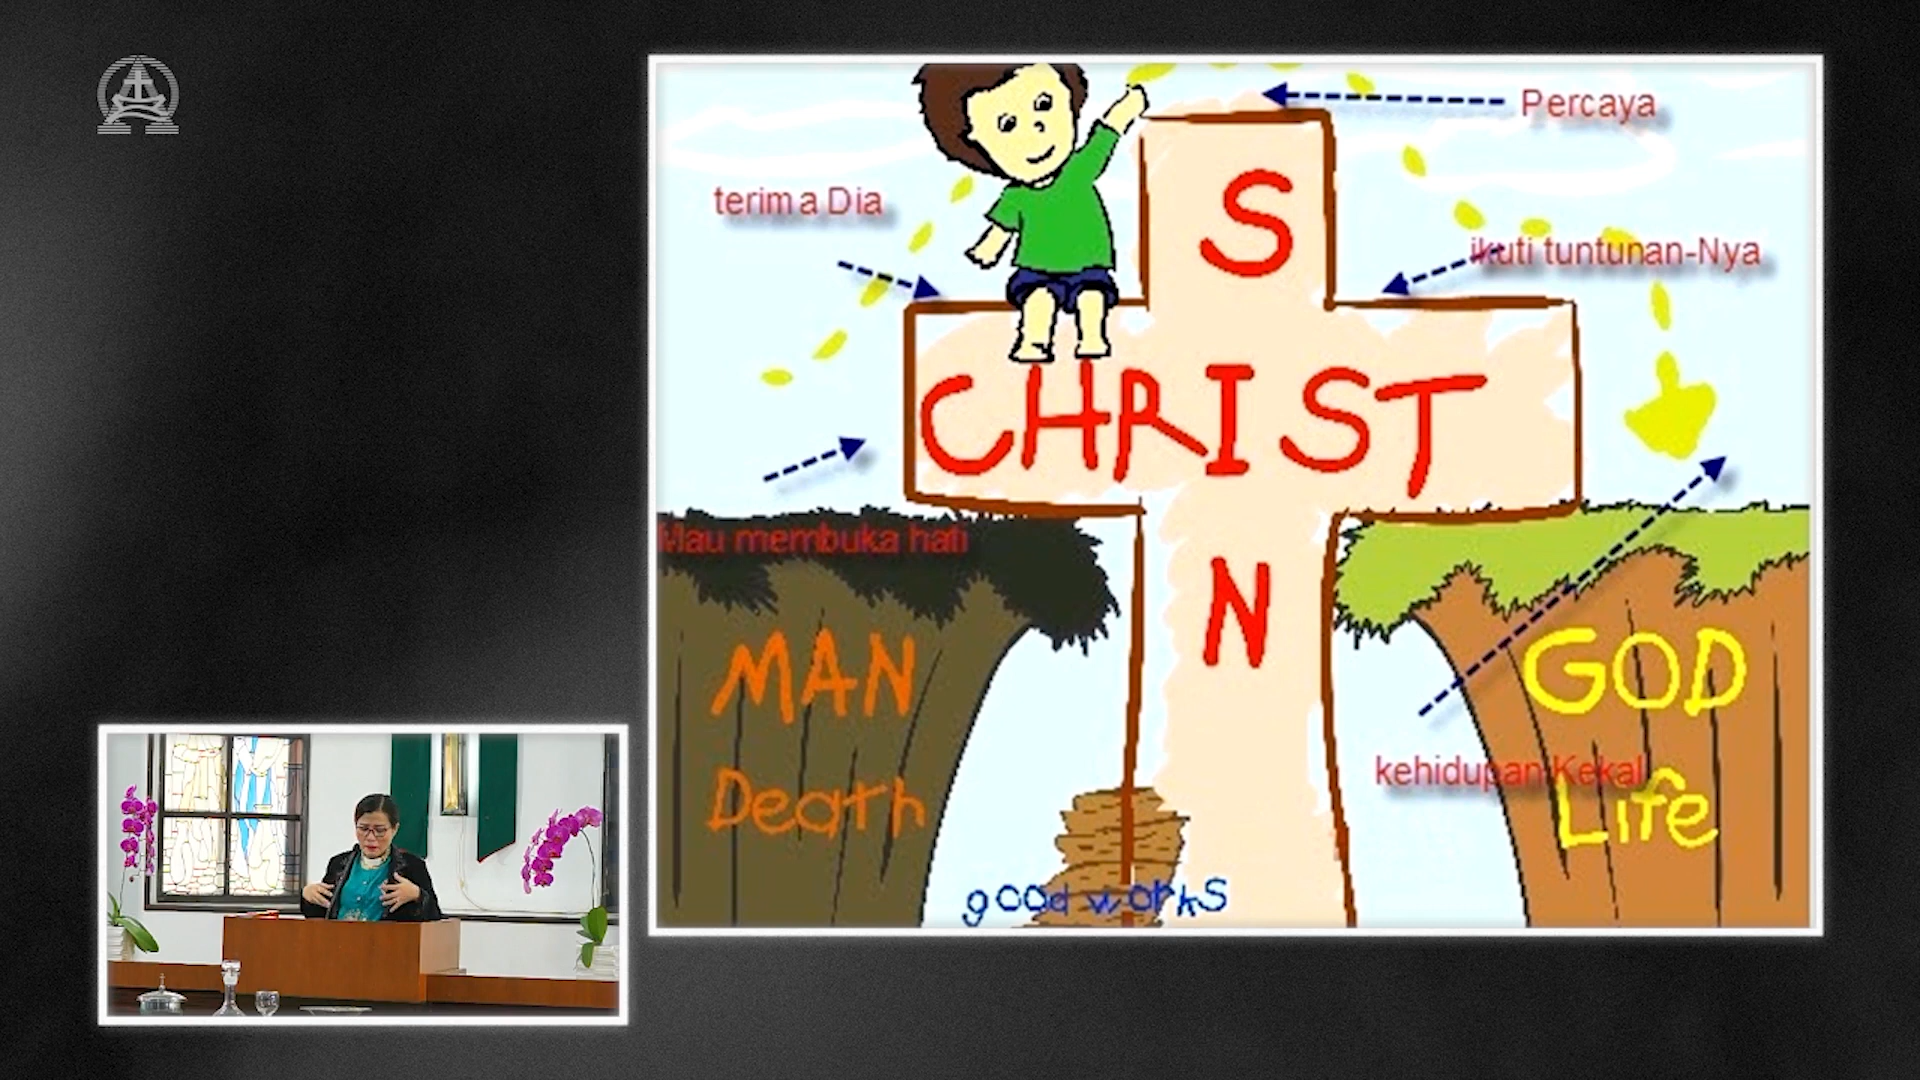 Percaya
terima Dia
S
ikuti tuntunan-Nya
CHRIST
Mau membuka hati
N
MAN
GOD
Death
kehidupan Kekal
Life
good works